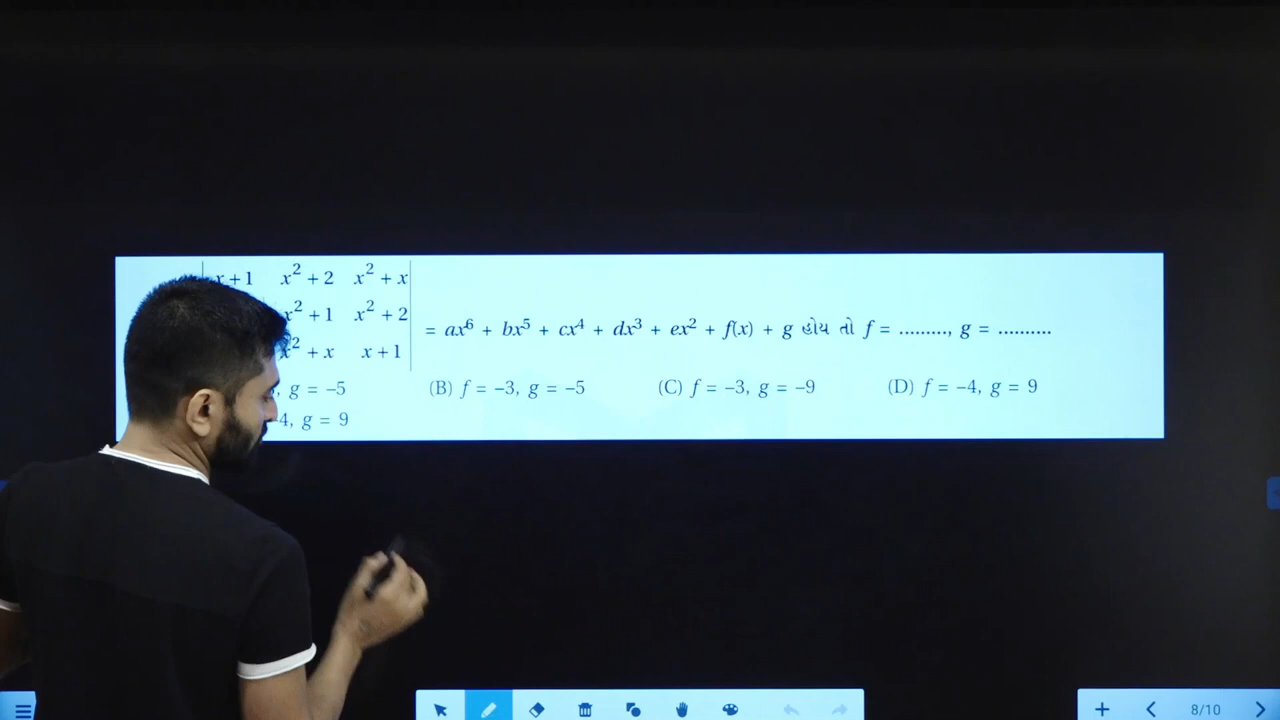 x + 1 x² + 2 x² + x
x² + 1 x² + 2
x² + x x + 1
= ax⁶ + bx⁵ + cx⁴ + dx³ + ex² + f(x) + g હોય તો f = ........., g = ..........
, g = –5 (B) f = –3, g = –5 (C) f = –3, g = –9 (D) f = –4, g = 9
4, g = 9
8/10